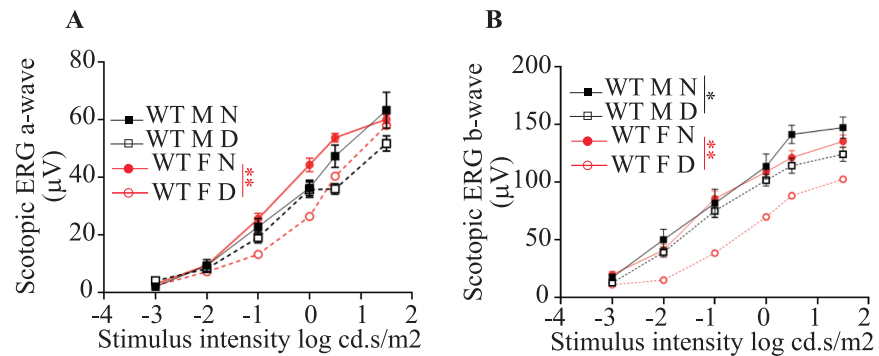 A
Scotopic ERG a-wave
(µV)
80
60
40
20
0
WT M N
WT M D
WT F N
WT F D
**
-3 -2 -1 0 1 2
-4
Stimulus intensity log cd.s/m2
B
Scotopic ERG b-wave
(µV)
200
150
100
50
0
WT M N
WT M D
*
WT F N
WT F D
**
-4 -3 -2 -1 0 1 2
Stimulus intensity log cd.s/m2